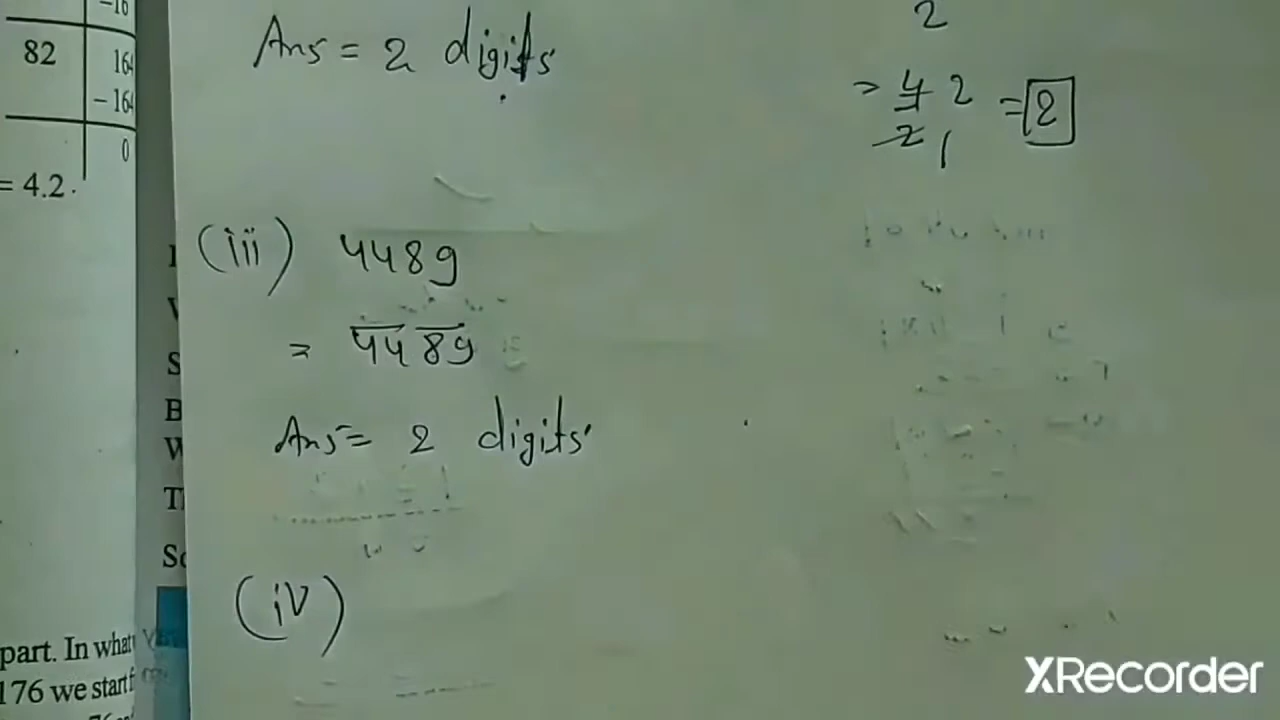 -16
82
164
- 164
0
= 4.2.
part. In what
176 we start f
Ans = 2 digits
2
= 4 2 = 2
2 1
(iii) 4489
= 44 89
Ans = 2 digits
(iv)
XRecorder